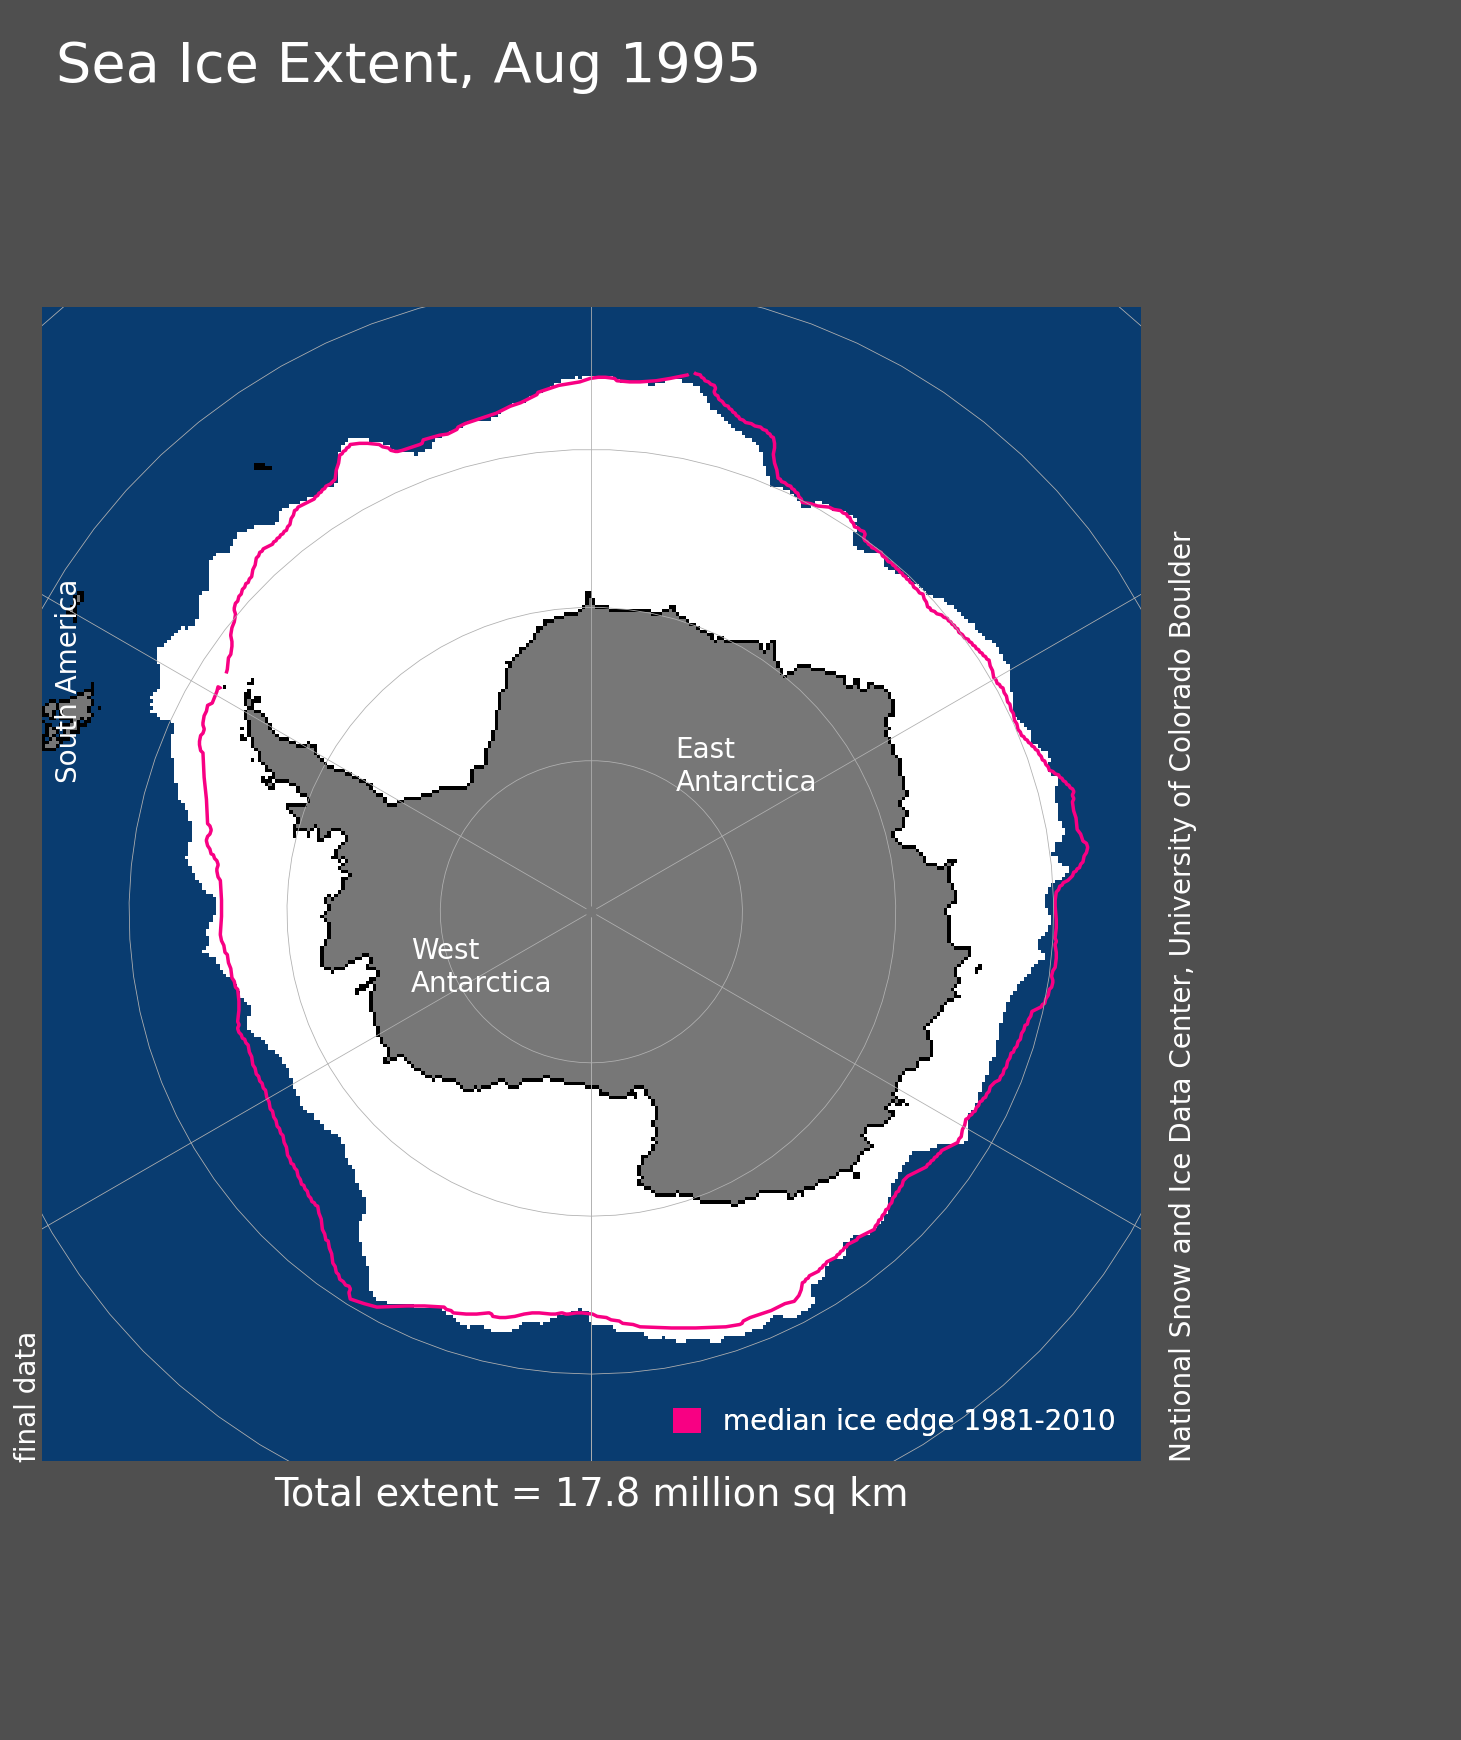 Sea Ice Extent, Aug 1995
South America
East
Antarctica
West
Antarctica
median ice edge 1981-2010
final data
National Snow and Ice Data Center, University of Colorado Boulder
Total extent = 17.8 million sq km